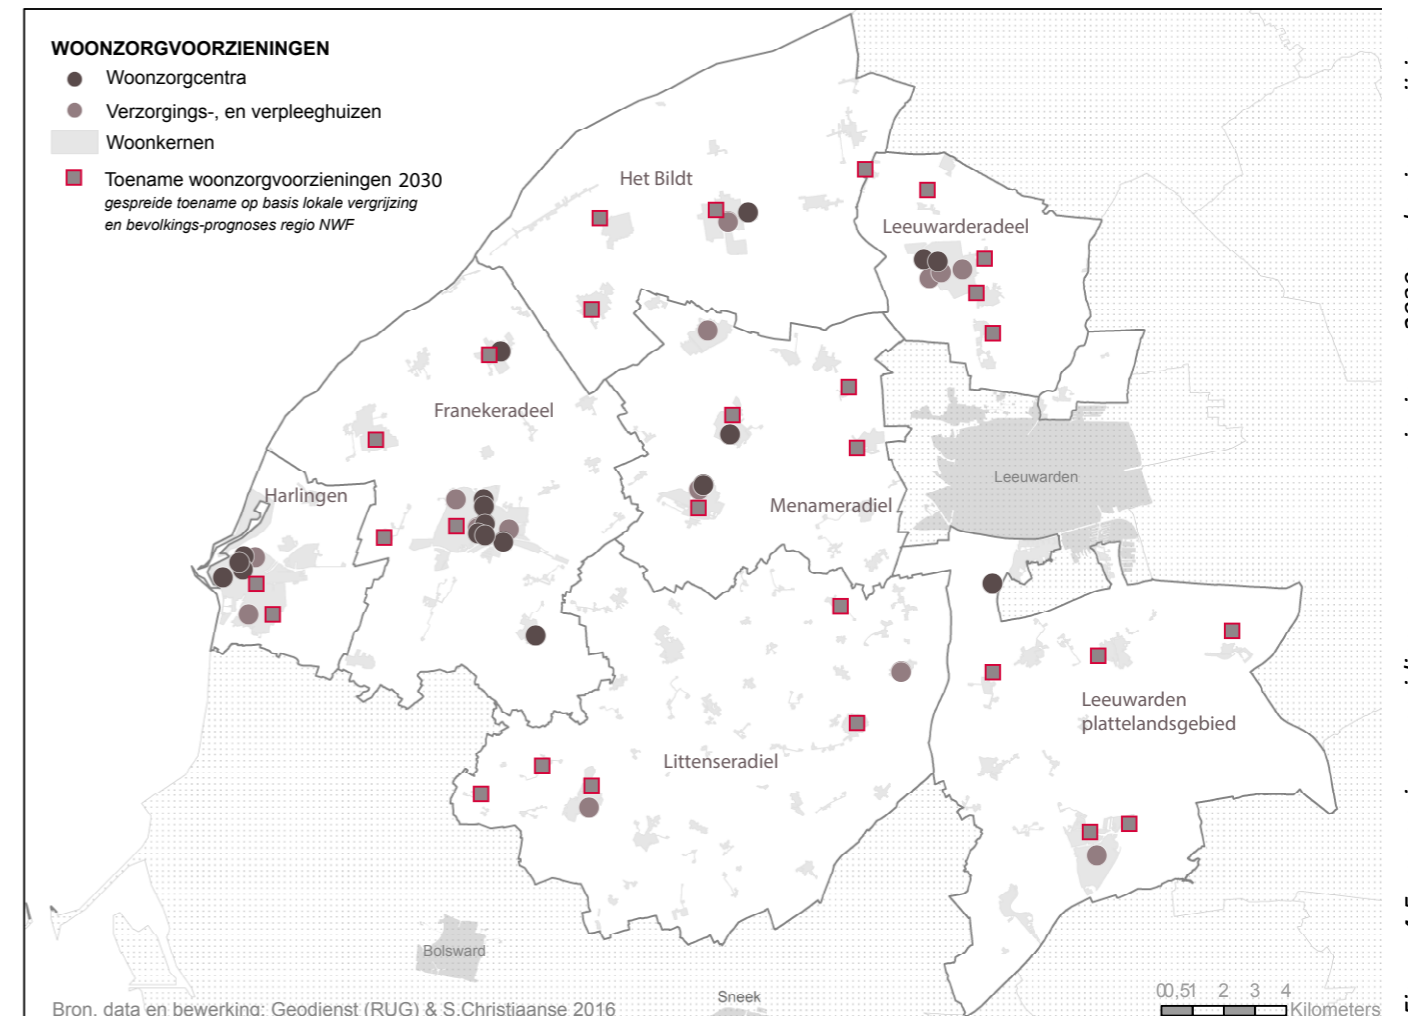 WOONZORGVOORZIENINGEN
Woonzorgcentra
Verzorgings-, en verpleeghuizen
Woonkernen
Toename woonzorgvoorzieningen 2030
gespreide toename op basis lokale vergrijzing
en bevolkings-prognoses regio NWF
Het Bildt
Leeuwarderadeel
Franekeradeel
Harlingen
Leeuwarden
Menameradiel
Leeuwarden
plattelandsgebied
Littenseradiel
Bolsward
Sneek
00,51 2 3 4
Kilometers
Bron, data en bewerking: Geodienst (RUG) & S.Christiaanse 2016